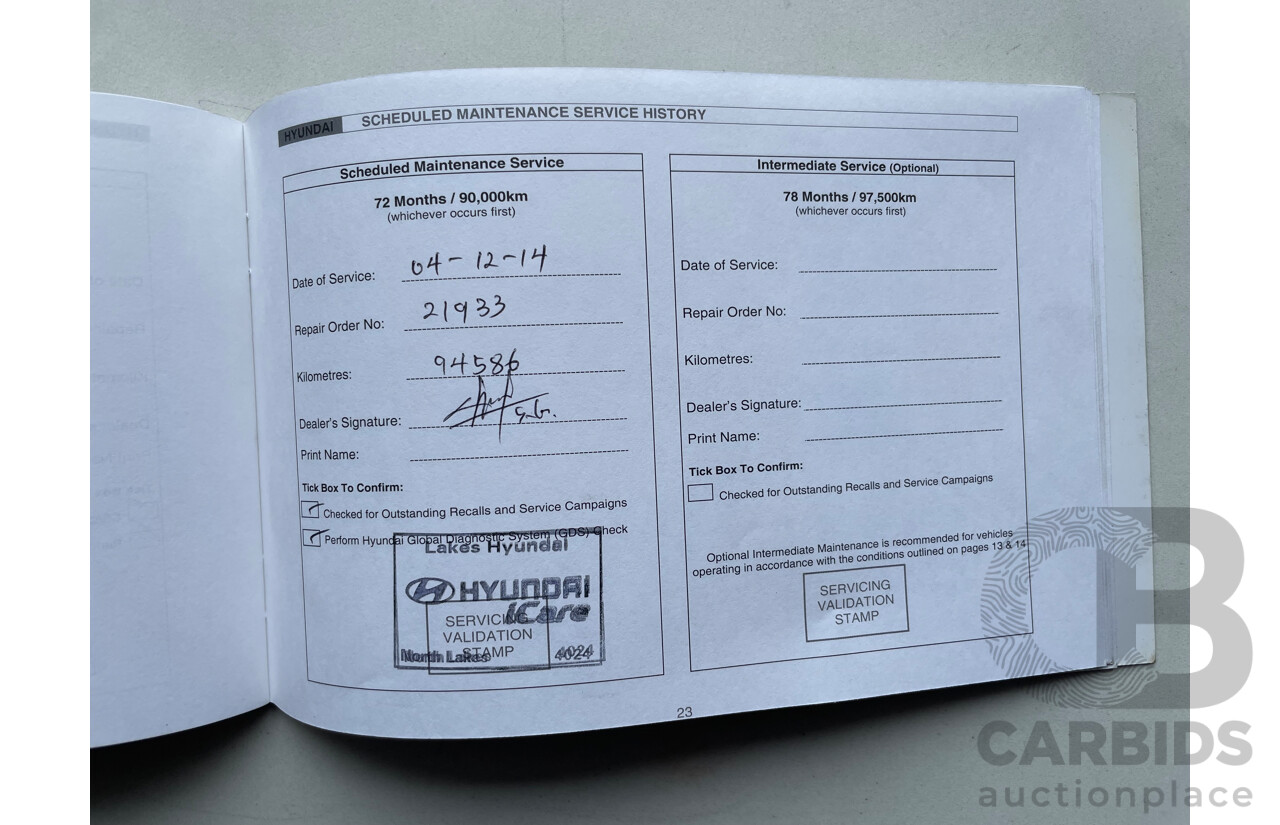 HYUNDAI
SCHEDULED MAINTENANCE SERVICE HISTORY
Scheduled Maintenance Service
72 Months / 90,000km
(whichever occurs first)
Date of Service: 04-12-14
Repair Order No: 21933
Kilometres: 94586
Dealer's Signature:
Print Name:
Tick Box To Confirm:
Checked for Outstanding Recalls and Service Campaigns
Perform Hyundai Global Diagnostic System (GDS) Check
Lakes Hyundai
HYUNDAI
iCare
SERVICING
VALIDATION
STAMP
North Lakes 4024
Intermediate Service (Optional)
78 Months / 97,500km
(whichever occurs first)
Date of Service:
Repair Order No:
Kilometres:
Dealer's Signature:
Print Name:
Tick Box To Confirm:
Checked for Outstanding Recalls and Service Campaigns
Optional Intermediate Maintenance is recommended for vehicles
operating in accordance with the conditions outlined on pages 13 & 14
SERVICING
VALIDATION
STAMP
23
CB
CARBIDS
auctionplace